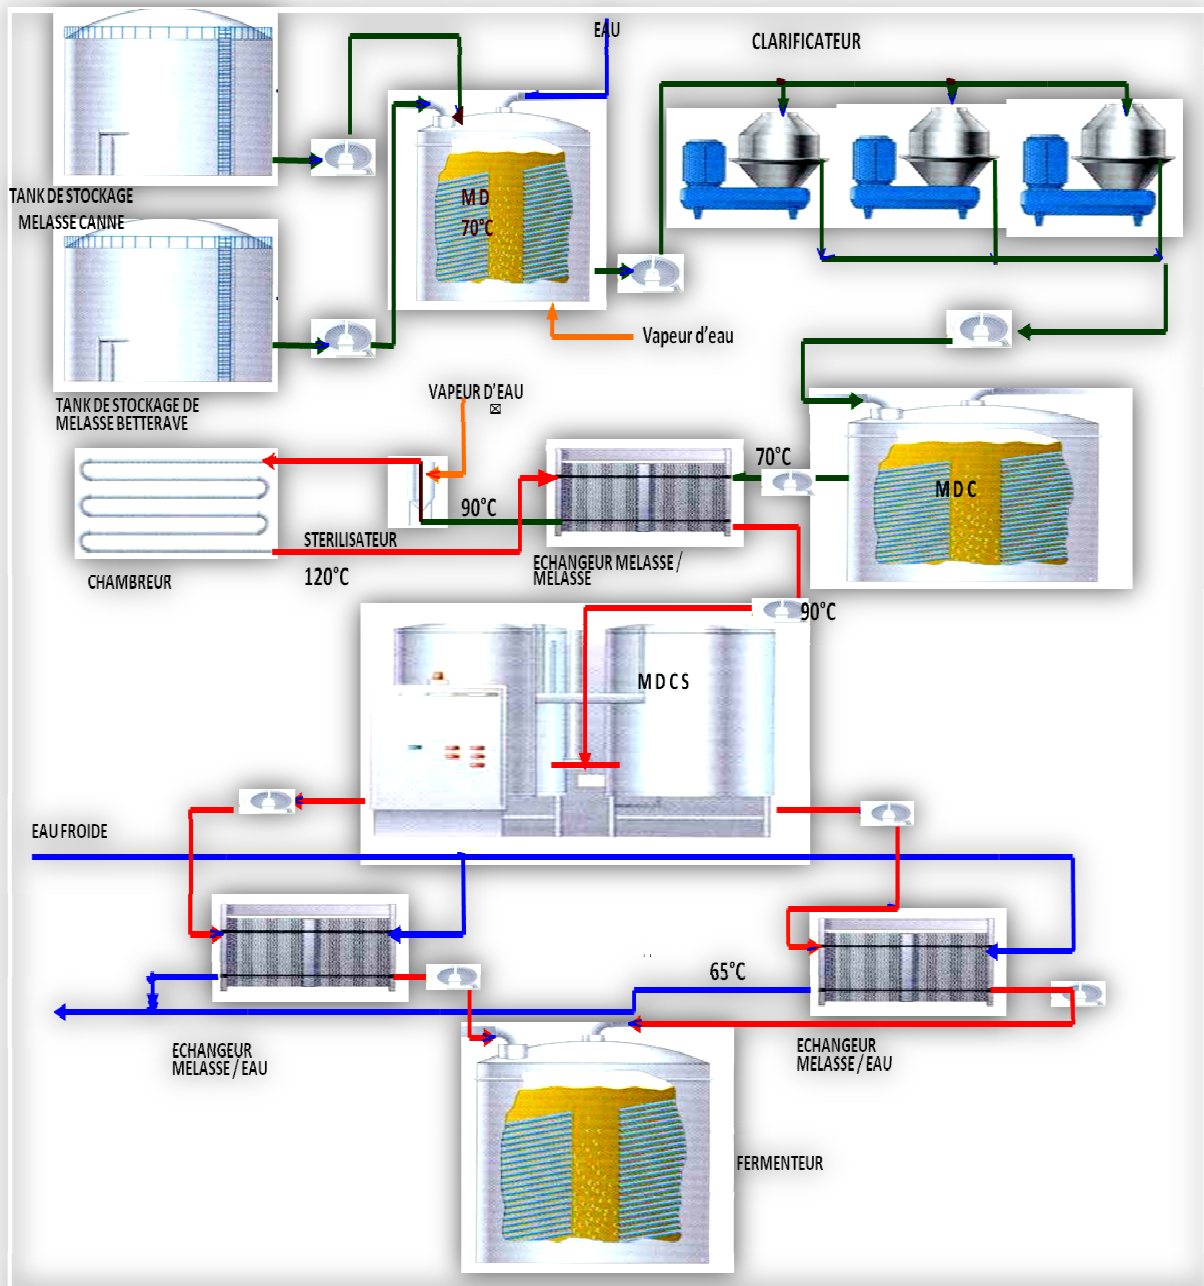 EAU
CLARIFICATEUR
TANK DE STOCKAGE
MELASSE CANNE
MD
70°C
Vapeur d'eau
TANK DE STOCKAGE DE
MELASSE BETTERAVE
VAPEUR D'EAU
70°C
MDC
90°C
STERILISATEUR
120°C
CHAMBREUR
ECHANGEUR MELASSE /
MELASSE
90°C
MDCS
EAU FROIDE
65°C
ECHANGEUR
MELASSE / EAU
ECHANGEUR
MELASSE / EAU
FERMENTEUR